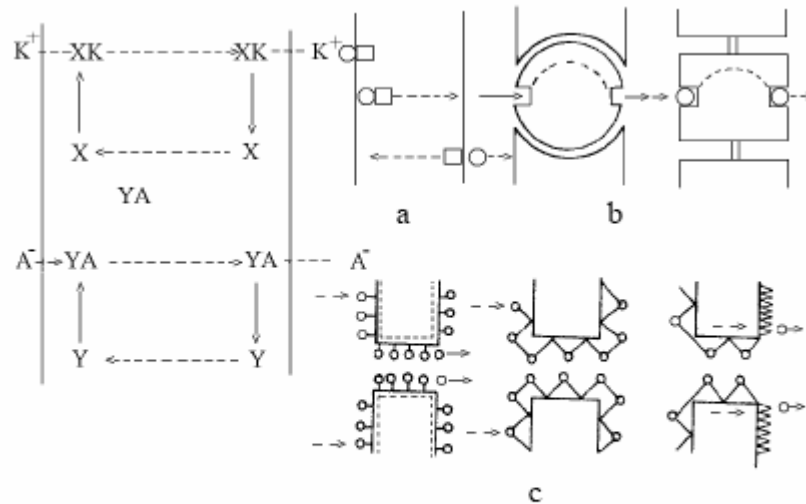 K⁺ XK XK K⁺
X X
YA
A⁻ YA YA A⁻
Y Y
a b
c